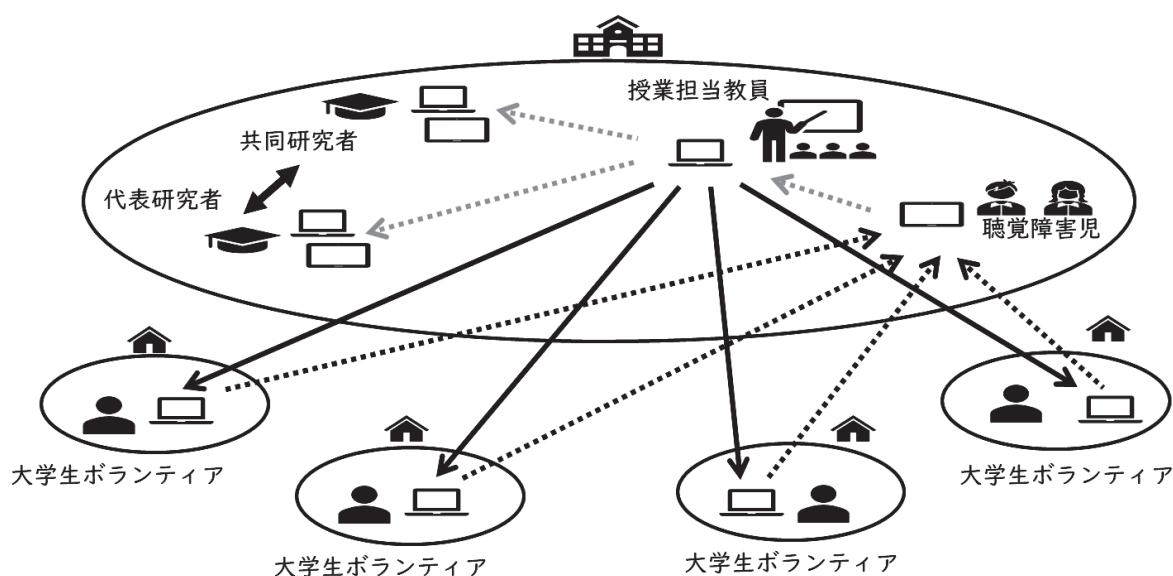 授業担当教員
共同研究者
代表研究者
聴覚障害児
大学生ボランティア
大学生ボランティア
大学生ボランティア
大学生ボランティア